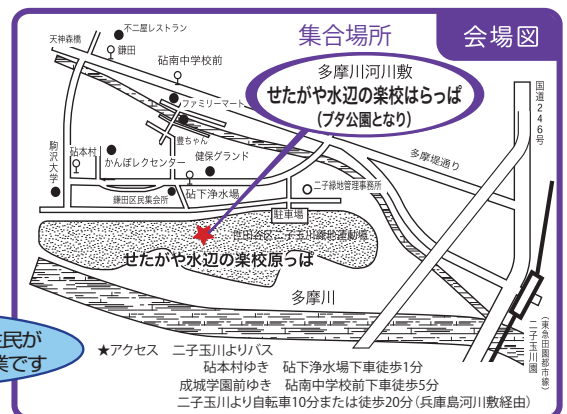 集合場所
会場図
多摩川河川敷
せたがや水辺の楽校はらっぱ
(ブタ公園となり)
不二屋レストラン
天神森橋
鎌田
砧南中学校前
ファミリーマート
豊ちゃん
国道246号
駒沢大学
砧本村
かんぽレクセンター
健保グランド
多摩堤通り
鎌田区民集会所
砧下浄水場
二子緑地管理事務所
駐車場
世田谷区二子玉川緑地運動場
せたがや水辺の楽校原っぱ
多摩川
二子玉川園
(東急田園都市線)
民が
業です
★アクセス 二子玉川よりバス
砧本村ゆき 砧下浄水場下車徒歩1分
成城学園前ゆき 砧南中学校前下車徒歩5分
二子玉川より自転車10分または徒歩20分(兵庫島河川敷経由)